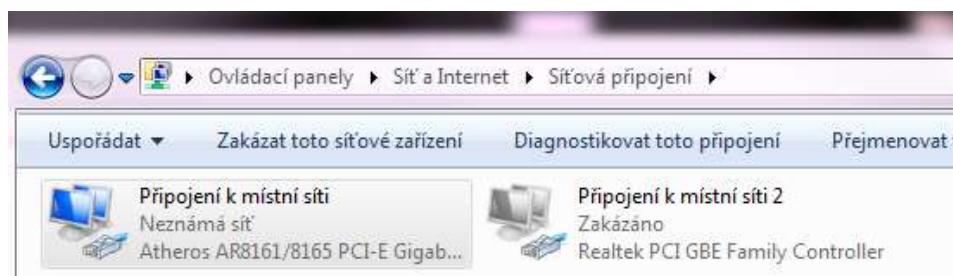 Ovládací panely ▸ Síť a Internet ▸ Síťová připojení ▸
Uspořádat ▼ Zakázat toto síťové zařízení Diagnostikovat toto připojení Přejmenovat
Připojení k místní síti
Neznámá síť
Atheros AR8161/8165 PCI-E Gigab...
Připojení k místní síti 2
Zakázáno
Realtek PCI GBE Family Controller